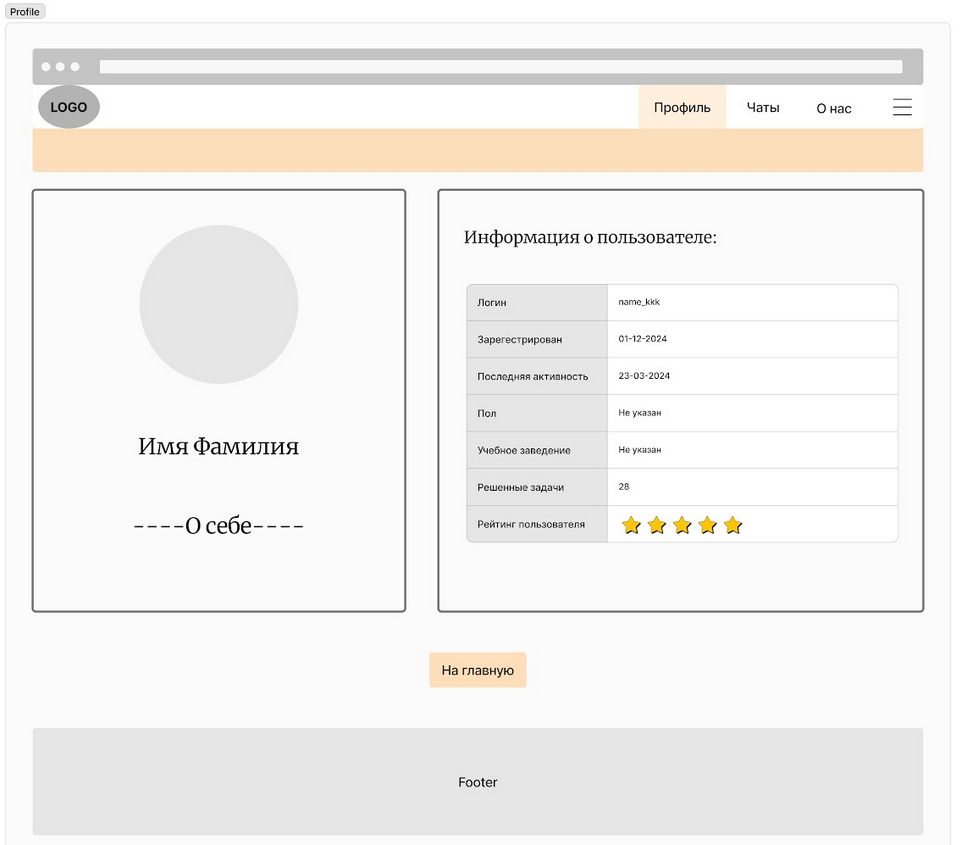 Profile
LOGO
Профиль
Чаты
О нас
Имя Фамилия
----О себе----
Информация о пользователе:
Логин name_kkk
Зарегестрирован 01-12-2024
Последняя активность 23-03-2024
Пол Не указан
Учебное заведение Не указан
Решенные задачи 28
Рейтинг пользователя
На главную
Footer